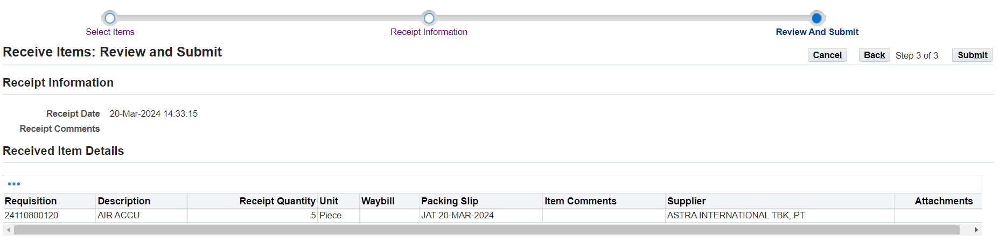 Select Items Receipt Information Review And Submit
Receive Items: Review and Submit Cancel Back Step 3 of 3 Submit
Receipt Information
Receipt Date 20-Mar-2024 14:33:15
Receipt Comments
Received Item Details
Requisition Description Receipt Quantity Unit Waybill Packing Slip Item Comments Supplier Attachments
24110800120 AIR ACCU 5 Piece JAT 20-MAR-2024 ASTRA INTERNATIONAL TBK, PT